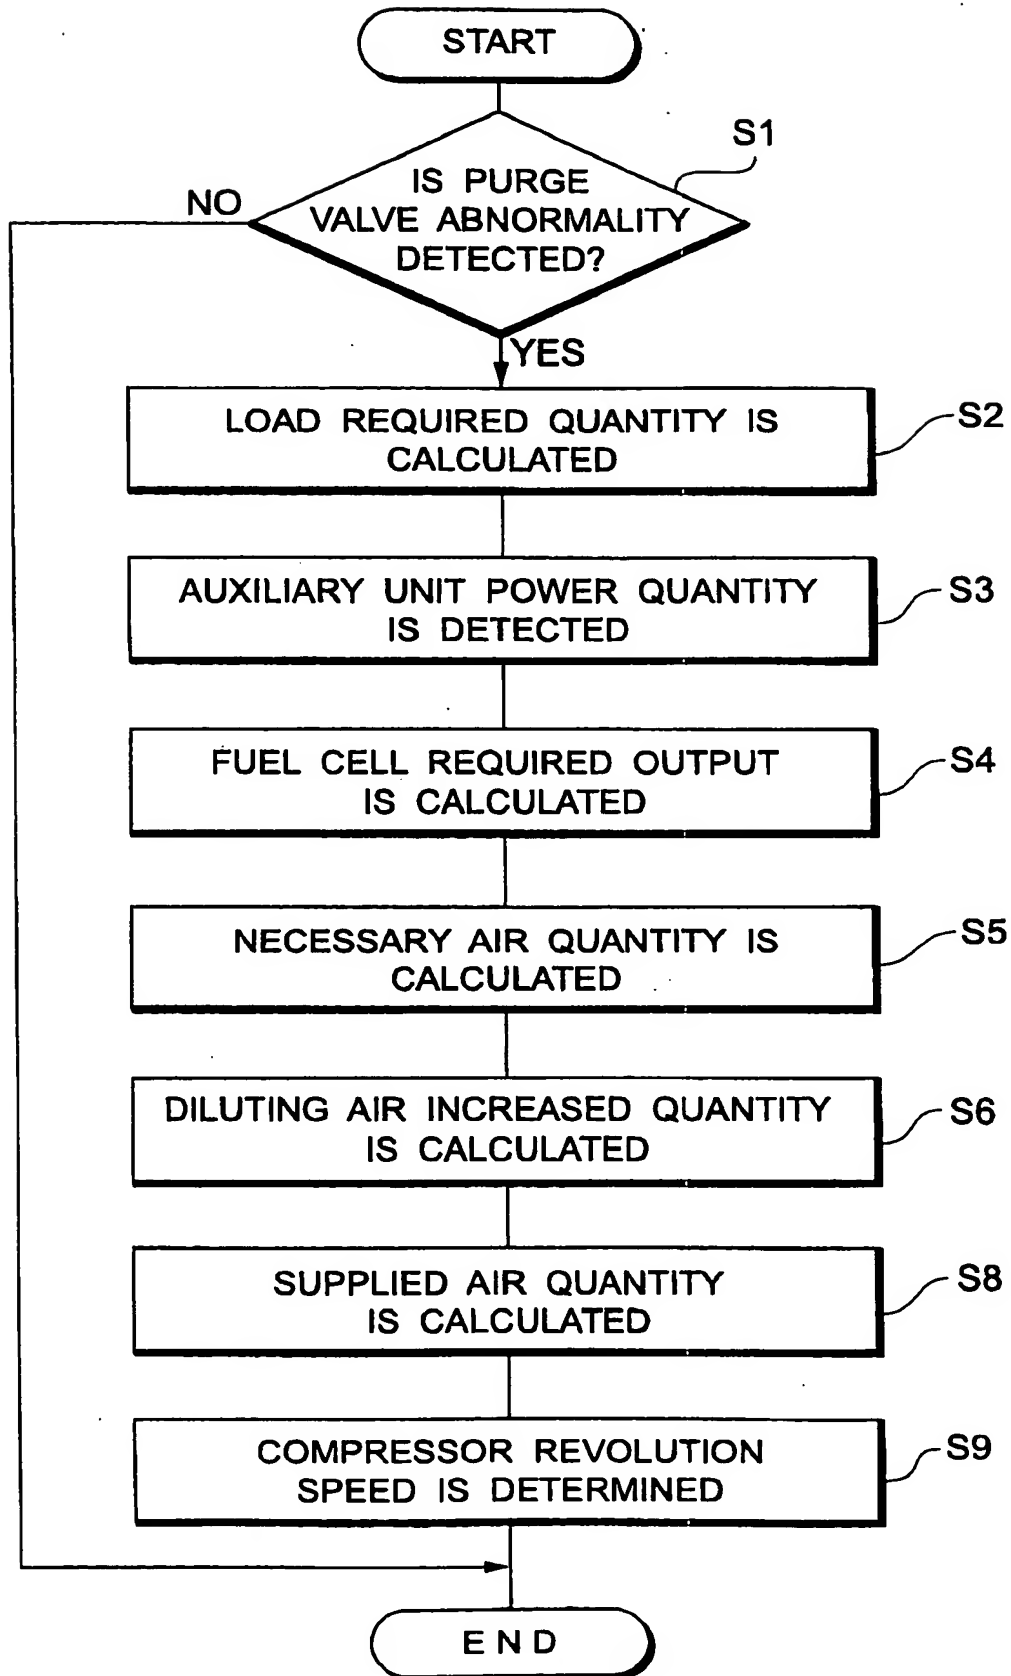 START
S1
IS PURGE
VALVE ABNORMALITY
DETECTED?
NO
YES
LOAD REQUIRED QUANTITY IS
CALCULATED
S2
AUXILIARY UNIT POWER QUANTITY
IS DETECTED
S3
FUEL CELL REQUIRED OUTPUT
IS CALCULATED
S4
NECESSARY AIR QUANTITY IS
CALCULATED
S5
DILUTING AIR INCREASED QUANTITY
IS CALCULATED
S6
SUPPLIED AIR QUANTITY
IS CALCULATED
S8
COMPRESSOR REVOLUTION
SPEED IS DETERMINED
S9
END